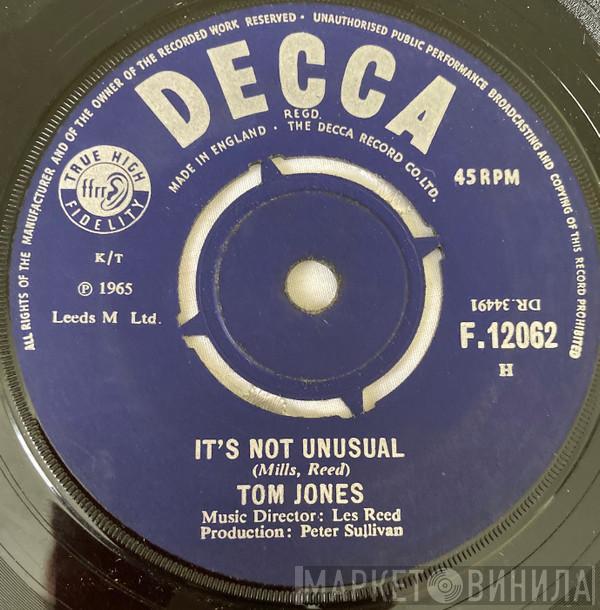 ALL RIGHTS OF THE MANUFACTURER AND OF THE OWNER OF THE RECORDED WORK RESERVED • UNAUTHORISED PUBLIC PERFORMANCE BROADCASTING AND COPYING OF THIS RECORD PROHIBITED
DECCA
REGD.
MADE IN ENGLAND • THE DECCA RECORD CO. LTD.
TRUE HIGH
ffrr
FIDELITY
45 RPM
K/T
℗ 1965
Leeds M Ltd.
DR.34491
F.12062
H
IT'S NOT UNUSUAL
(Mills, Reed)
TOM JONES
Music Director: Les Reed
Production: Peter Sullivan
МАРКЕТ ВИНИЛА